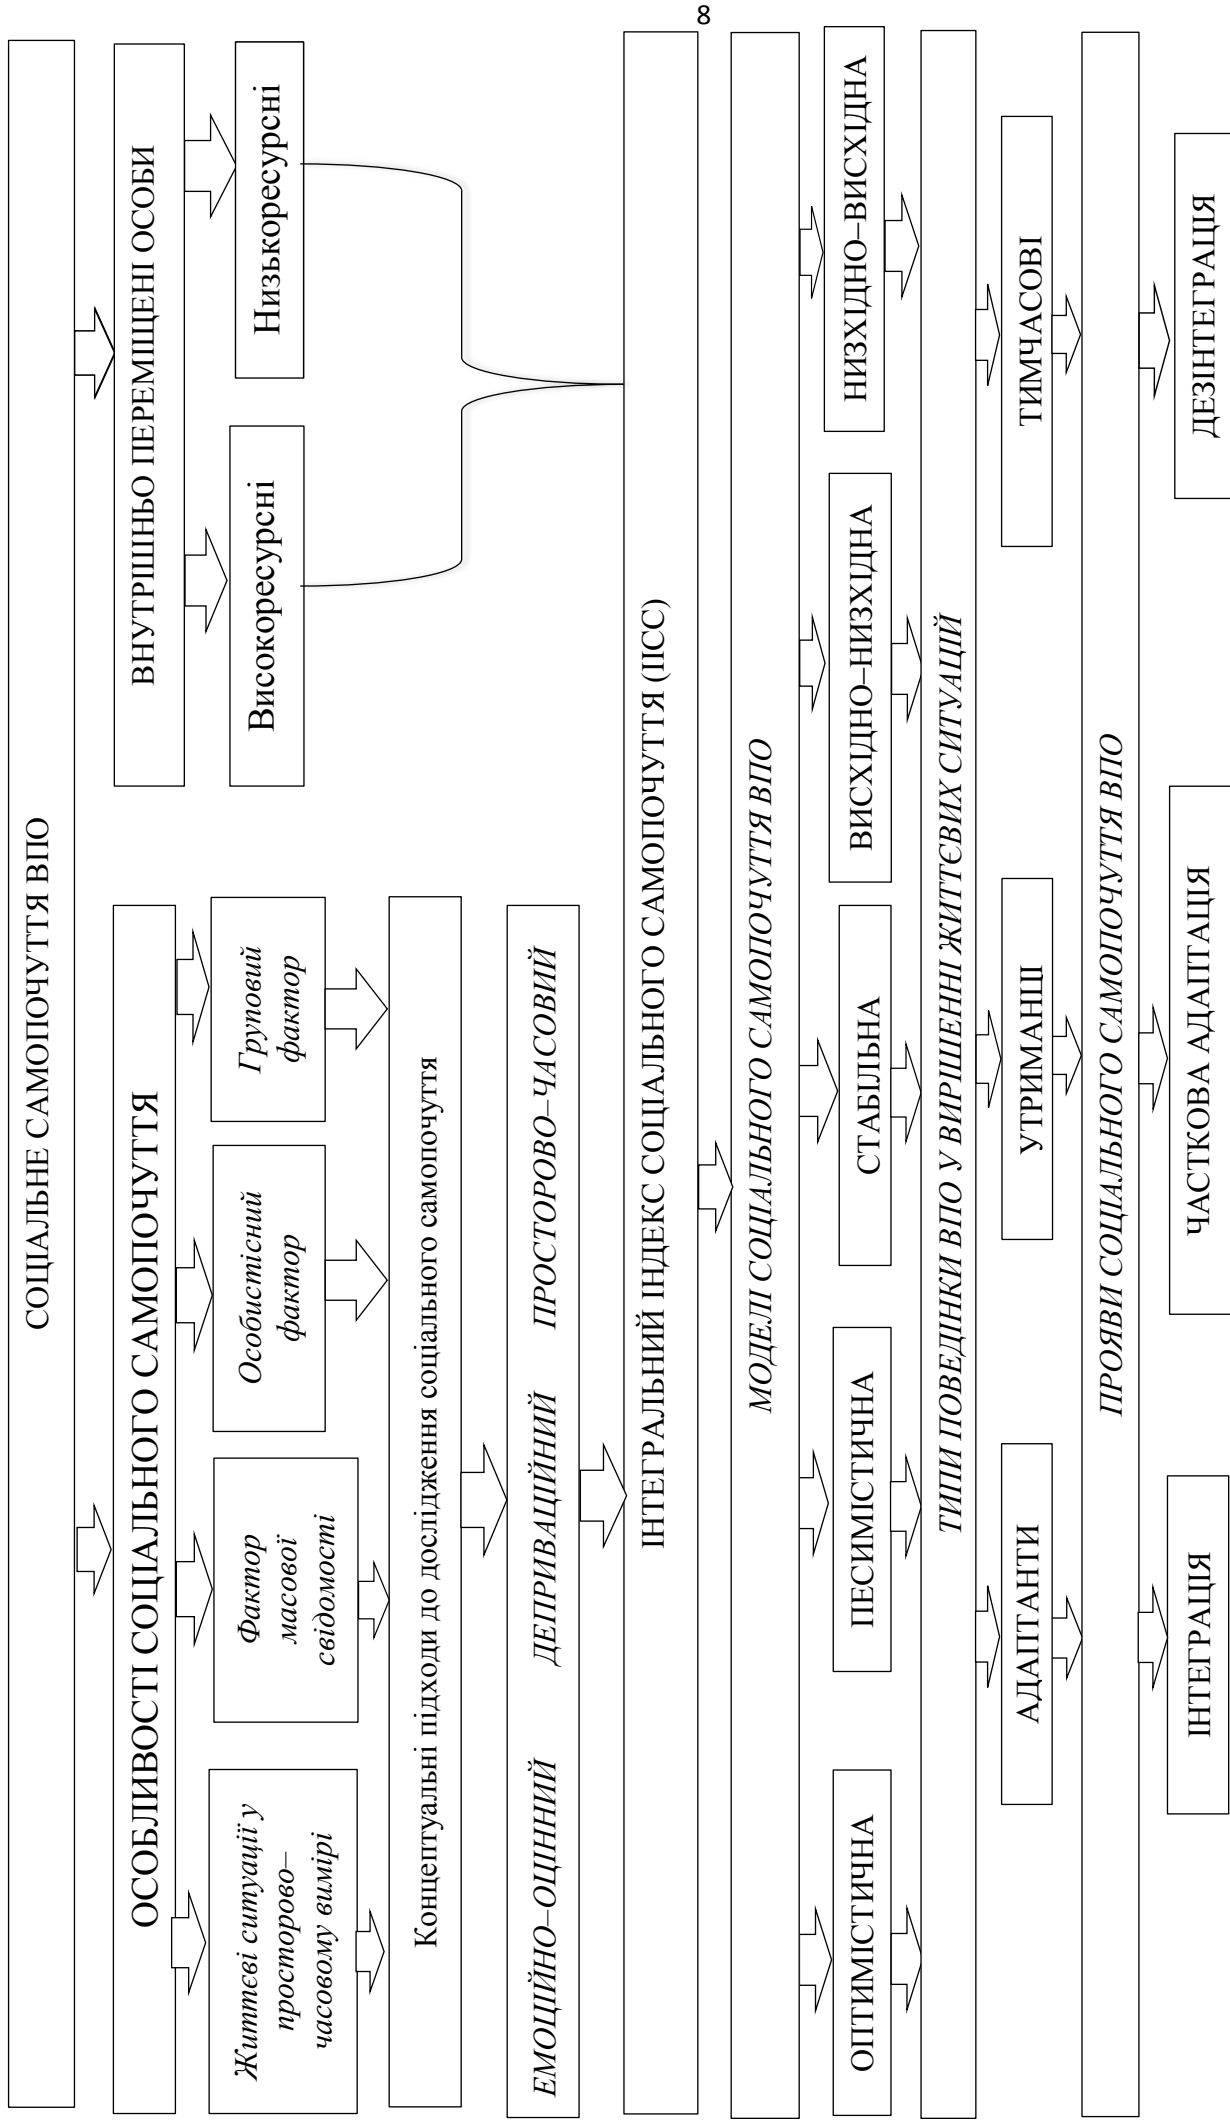 8
СОЦІАЛЬНЕ САМОПОЧУТТЯ ВПО
ОСОБЛИВОСТІ СОЦІАЛЬНОГО САМОПОЧУТТЯ
ВНУТРІШНЬО ПЕРЕМІЩЕНІ ОСОБИ
Життєві ситуації у
просторово–
часовому вимірі
Фактор
масової
свідомості
Особистісний
фактор
Груповий
фактор
Високоресурсні
Низькоресурсні
Концептуальні підходи до дослідження соціального самопочуття
ЕМОЦІЙНО–ОЦІННИЙ ДЕПРИВАЦІЙНИЙ ПРОСТОРОВО–ЧАСОВИЙ
ІНТЕГРАЛЬНИЙ ІНДЕКС СОЦІАЛЬНОГО САМОПОЧУТТЯ (ІІСС)
МОДЕЛІ СОЦІАЛЬНОГО САМОПОЧУТТЯ ВПО
ОПТИМІСТИЧНА
ПЕСИМІСТИЧНА
СТАБІЛЬНА
ВИСХІДНО–НИЗХІДНА
НИЗХІДНО–ВИСХІДНА
ТИПИ ПОВЕДІНКИ ВПО У ВИРІШЕННІ ЖИТТЄВИХ СИТУАЦІЙ
АДАПТАНТИ
УТРИМАНЦІ
ТИМЧАСОВІ
ПРОЯВИ СОЦІАЛЬНОГО САМОПОЧУТТЯ ВПО
ІНТЕГРАЦІЯ
ЧАСТКОВА АДАПТАЦІЯ
ДЕЗІНТЕГРАЦІЯ